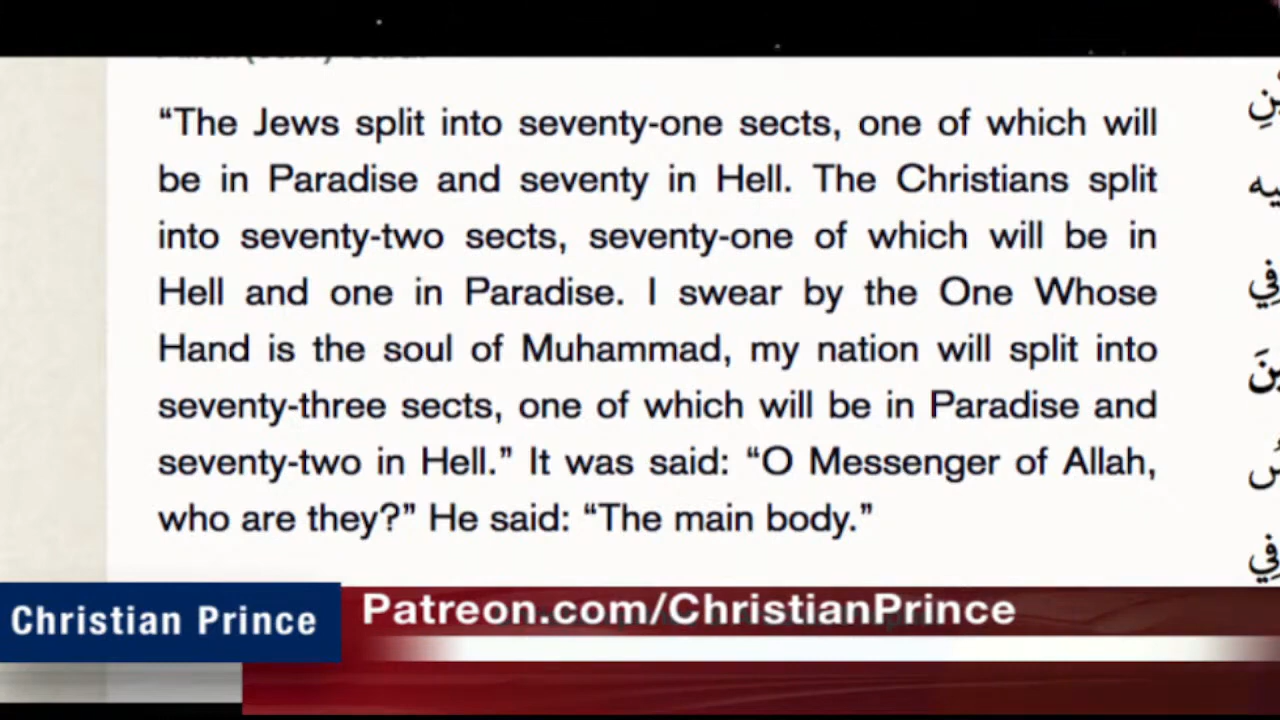 “The Jews split into seventy-one sects, one of which will
be in Paradise and seventy in Hell. The Christians split
into seventy-two sects, seventy-one of which will be in
Hell and one in Paradise. I swear by the One Whose
Hand is the soul of Muhammad, my nation will split into
seventy-three sects, one of which will be in Paradise and
seventy-two in Hell.” It was said: “O Messenger of Allah,
who are they?” He said: “The main body.”
Christian Prince
Patreon.com/ChristianPrince